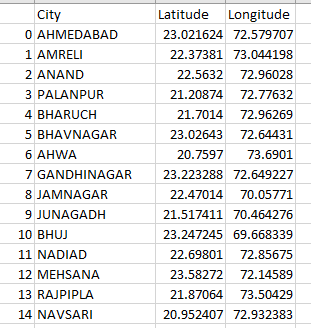 City Latitude Longitude
0 AHMEDABAD 23.021624 72.579707
1 AMRELI 22.37381 73.044198
2 ANAND 22.5632 72.96028
3 PALANPUR 21.20874 72.77632
4 BHARUCH 21.7014 72.96269
5 BHAVNAGAR 23.02643 72.64431
6 AHWA 20.7597 73.6901
7 GANDHINAGAR 23.223288 72.649227
8 JAMNAGAR 22.47014 70.05771
9 JUNAGADH 21.517411 70.464276
10 BHUJ 23.247245 69.668339
11 NADIAD 22.69801 72.85675
12 MEHSANA 23.58272 72.14589
13 RAJPIPLA 21.87064 73.50429
14 NAVSARI 20.952407 72.932383